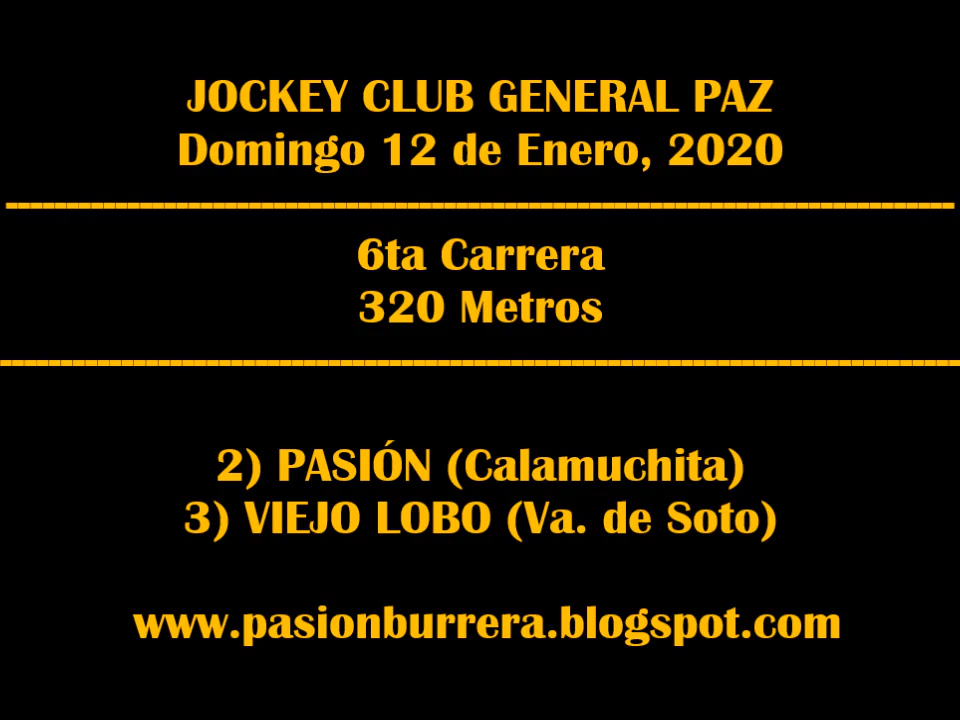 JOCKEY CLUB GENERAL PAZ
Domingo 12 de Enero, 2020
6ta Carrera
320 Metros
2) PASIÓN (Calamuchita)
3) VIEJO LOBO (Va. de Soto)
www.pasionburrera.blogspot.com